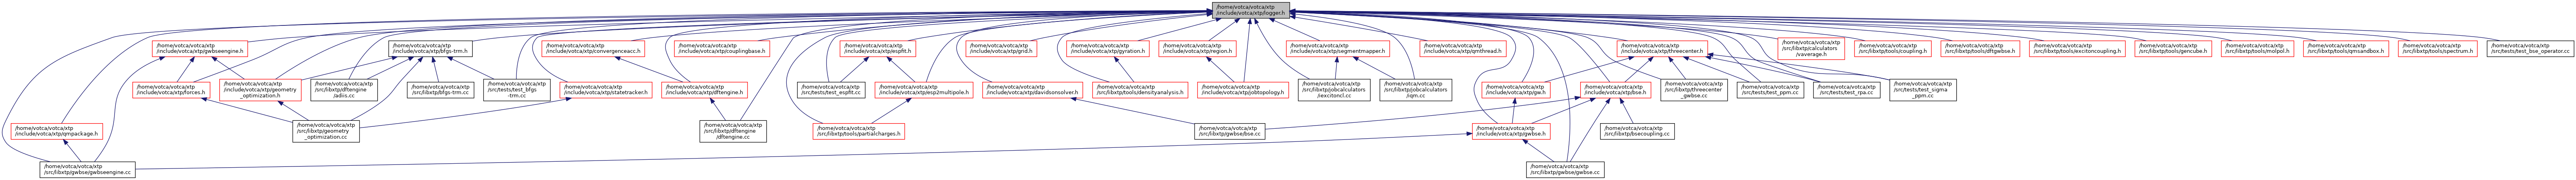 /home/votca/votca/xtp
/include/votca/xtp/logger.h
/home/votca/votca/xtp
/include/votca/xtp/gwbseengine.h
/home/votca/votca/xtp
/include/votca/xtp/bfgs-trm.h
/home/votca/votca/xtp
/include/votca/xtp/convergenceacc.h
/home/votca/votca/xtp
/include/votca/xtp/couplingbase.h
/home/votca/votca/xtp
/include/votca/xtp/espfit.h
/home/votca/votca/xtp
/include/votca/xtp/grid.h
/home/votca/votca/xtp
/include/votca/xtp/gyration.h
/home/votca/votca/xtp
/include/votca/xtp/region.h
/home/votca/votca/xtp
/include/votca/xtp/segmentmapper.h
/home/votca/votca/xtp
/include/votca/xtp/qmthread.h
/home/votca/votca/xtp
/include/votca/xtp/threecenter.h
/home/votca/votca/xtp
/src/libxtp/calculators
/vaverage.h
/home/votca/votca/xtp
/src/libxtp/tools/coupling.h
/home/votca/votca/xtp
/src/libxtp/tools/dftgwbse.h
/home/votca/votca/xtp
/src/libxtp/tools/excitoncoupling.h
/home/votca/votca/xtp
/src/libxtp/tools/gencube.h
/home/votca/votca/xtp
/src/libxtp/tools/molpol.h
/home/votca/votca/xtp
/src/libxtp/tools/qmsandbox.h
/home/votca/votca/xtp
/src/libxtp/tools/spectrum.h
/home/votca/votca/xtp
/src/tests/test_bse_operator.cc
/home/votca/votca/xtp
/include/votca/xtp/forces.h
/home/votca/votca/xtp
/include/votca/xtp/geometry
_optimization.h
/home/votca/votca/xtp
/src/libxtp/dftengine
/adiis.cc
/home/votca/votca/xtp
/src/libxtp/bfgs-trm.cc
/home/votca/votca/xtp
/src/tests/test_bfgs
-trm.cc
/home/votca/votca/xtp
/include/votca/xtp/statetracker.h
/home/votca/votca/xtp
/include/votca/xtp/dftengine.h
/home/votca/votca/xtp
/src/tests/test_espfit.cc
/home/votca/votca/xtp
/include/votca/xtp/esp2multipole.h
/home/votca/votca/xtp
/include/votca/xtp/davidsonsolver.h
/home/votca/votca/xtp
/src/libxtp/tools/densityanalysis.h
/home/votca/votca/xtp
/include/votca/xtp/jobtopology.h
/home/votca/votca/xtp
/src/libxtp/jobcalculators
/iexcitoncl.cc
/home/votca/votca/xtp
/src/libxtp/jobcalculators
/iqm.cc
/home/votca/votca/xtp
/include/votca/xtp/gw.h
/home/votca/votca/xtp
/include/votca/xtp/bse.h
/home/votca/votca/xtp
/src/libxtp/threecenter
_gwbse.cc
/home/votca/votca/xtp
/src/tests/test_ppm.cc
/home/votca/votca/xtp
/src/tests/test_rpa.cc
/home/votca/votca/xtp
/src/tests/test_sigma
_ppm.cc
/home/votca/votca/xtp
/include/votca/xtp/qmpackage.h
/home/votca/votca/xtp
/src/libxtp/geometry
_optimization.cc
/home/votca/votca/xtp
/src/libxtp/dftengine
/dftengine.cc
/home/votca/votca/xtp
/src/libxtp/tools/partialcharges.h
/home/votca/votca/xtp
/src/libxtp/gwbse/bse.cc
/home/votca/votca/xtp
/include/votca/xtp/gwbse.h
/home/votca/votca/xtp
/src/libxtp/bsecoupling.cc
/home/votca/votca/xtp
/src/libxtp/gwbse/gwbseengine.cc
/home/votca/votca/xtp
/src/libxtp/gwbse/gwbse.cc